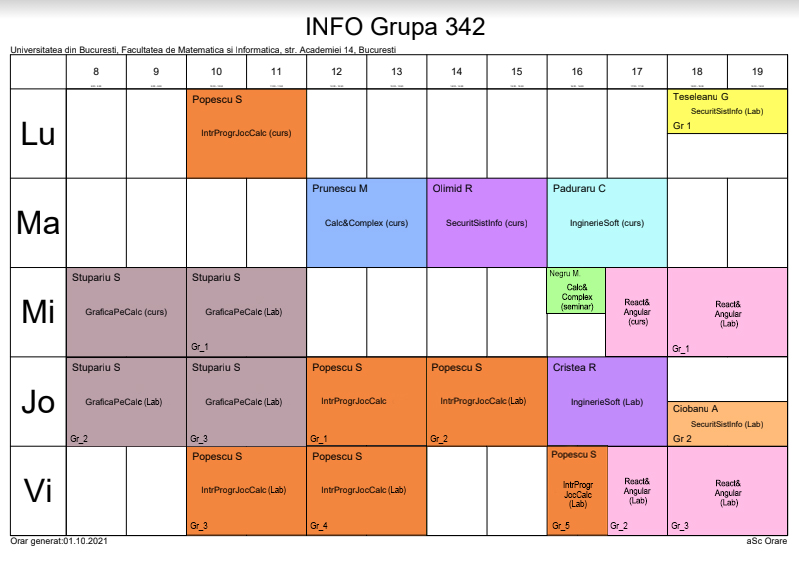 INFO Grupa 342
Universitatea din Bucuresti, Facultatea de Matematica si Informatica, str. Academiei 14, Bucuresti
8 9 10 11 12 13 14 15 16 17 18 19
Lu
Popescu S
IntrProgrJocCalc (curs)
Teseleanu G
SecuritSistInfo (Lab)
Gr 1
Ma
Prunescu M
Calc&Complex (curs)
Olimid R
SecuritSistInfo (curs)
Paduraru C
InginerieSoft (curs)
Mi
Stupariu S
GraficaPeCalc (curs)
Stupariu S
GraficaPeCalc (Lab)
Gr_1
Negru M.
Calc&
Complex
(seminar)
React&
Angular
(curs)
React&
Angular
(Lab)
Gr_1
Jo
Stupariu S
GraficaPeCalc (Lab)
Gr_2
Stupariu S
GraficaPeCalc (Lab)
Gr_3
Popescu S
IntrProgrJocCalc
Gr_1
Popescu S
IntrProgrJocCalc (Lab)
Gr_2
Cristea R
InginerieSoft (Lab)
Ciobanu A
SecuritSistInfo (Lab)
Gr 2
Vi
Popescu S
IntrProgrJocCalc (Lab)
Gr_3
Popescu S
IntrProgrJocCalc (Lab)
Gr_4
Popescu S
IntrProgr
JocCalc
(Lab)
Gr_5
React&
Angular
(Lab)
Gr_2
React&
Angular
(Lab)
Gr_3
Orar generat:01.10.2021
aSc Orare